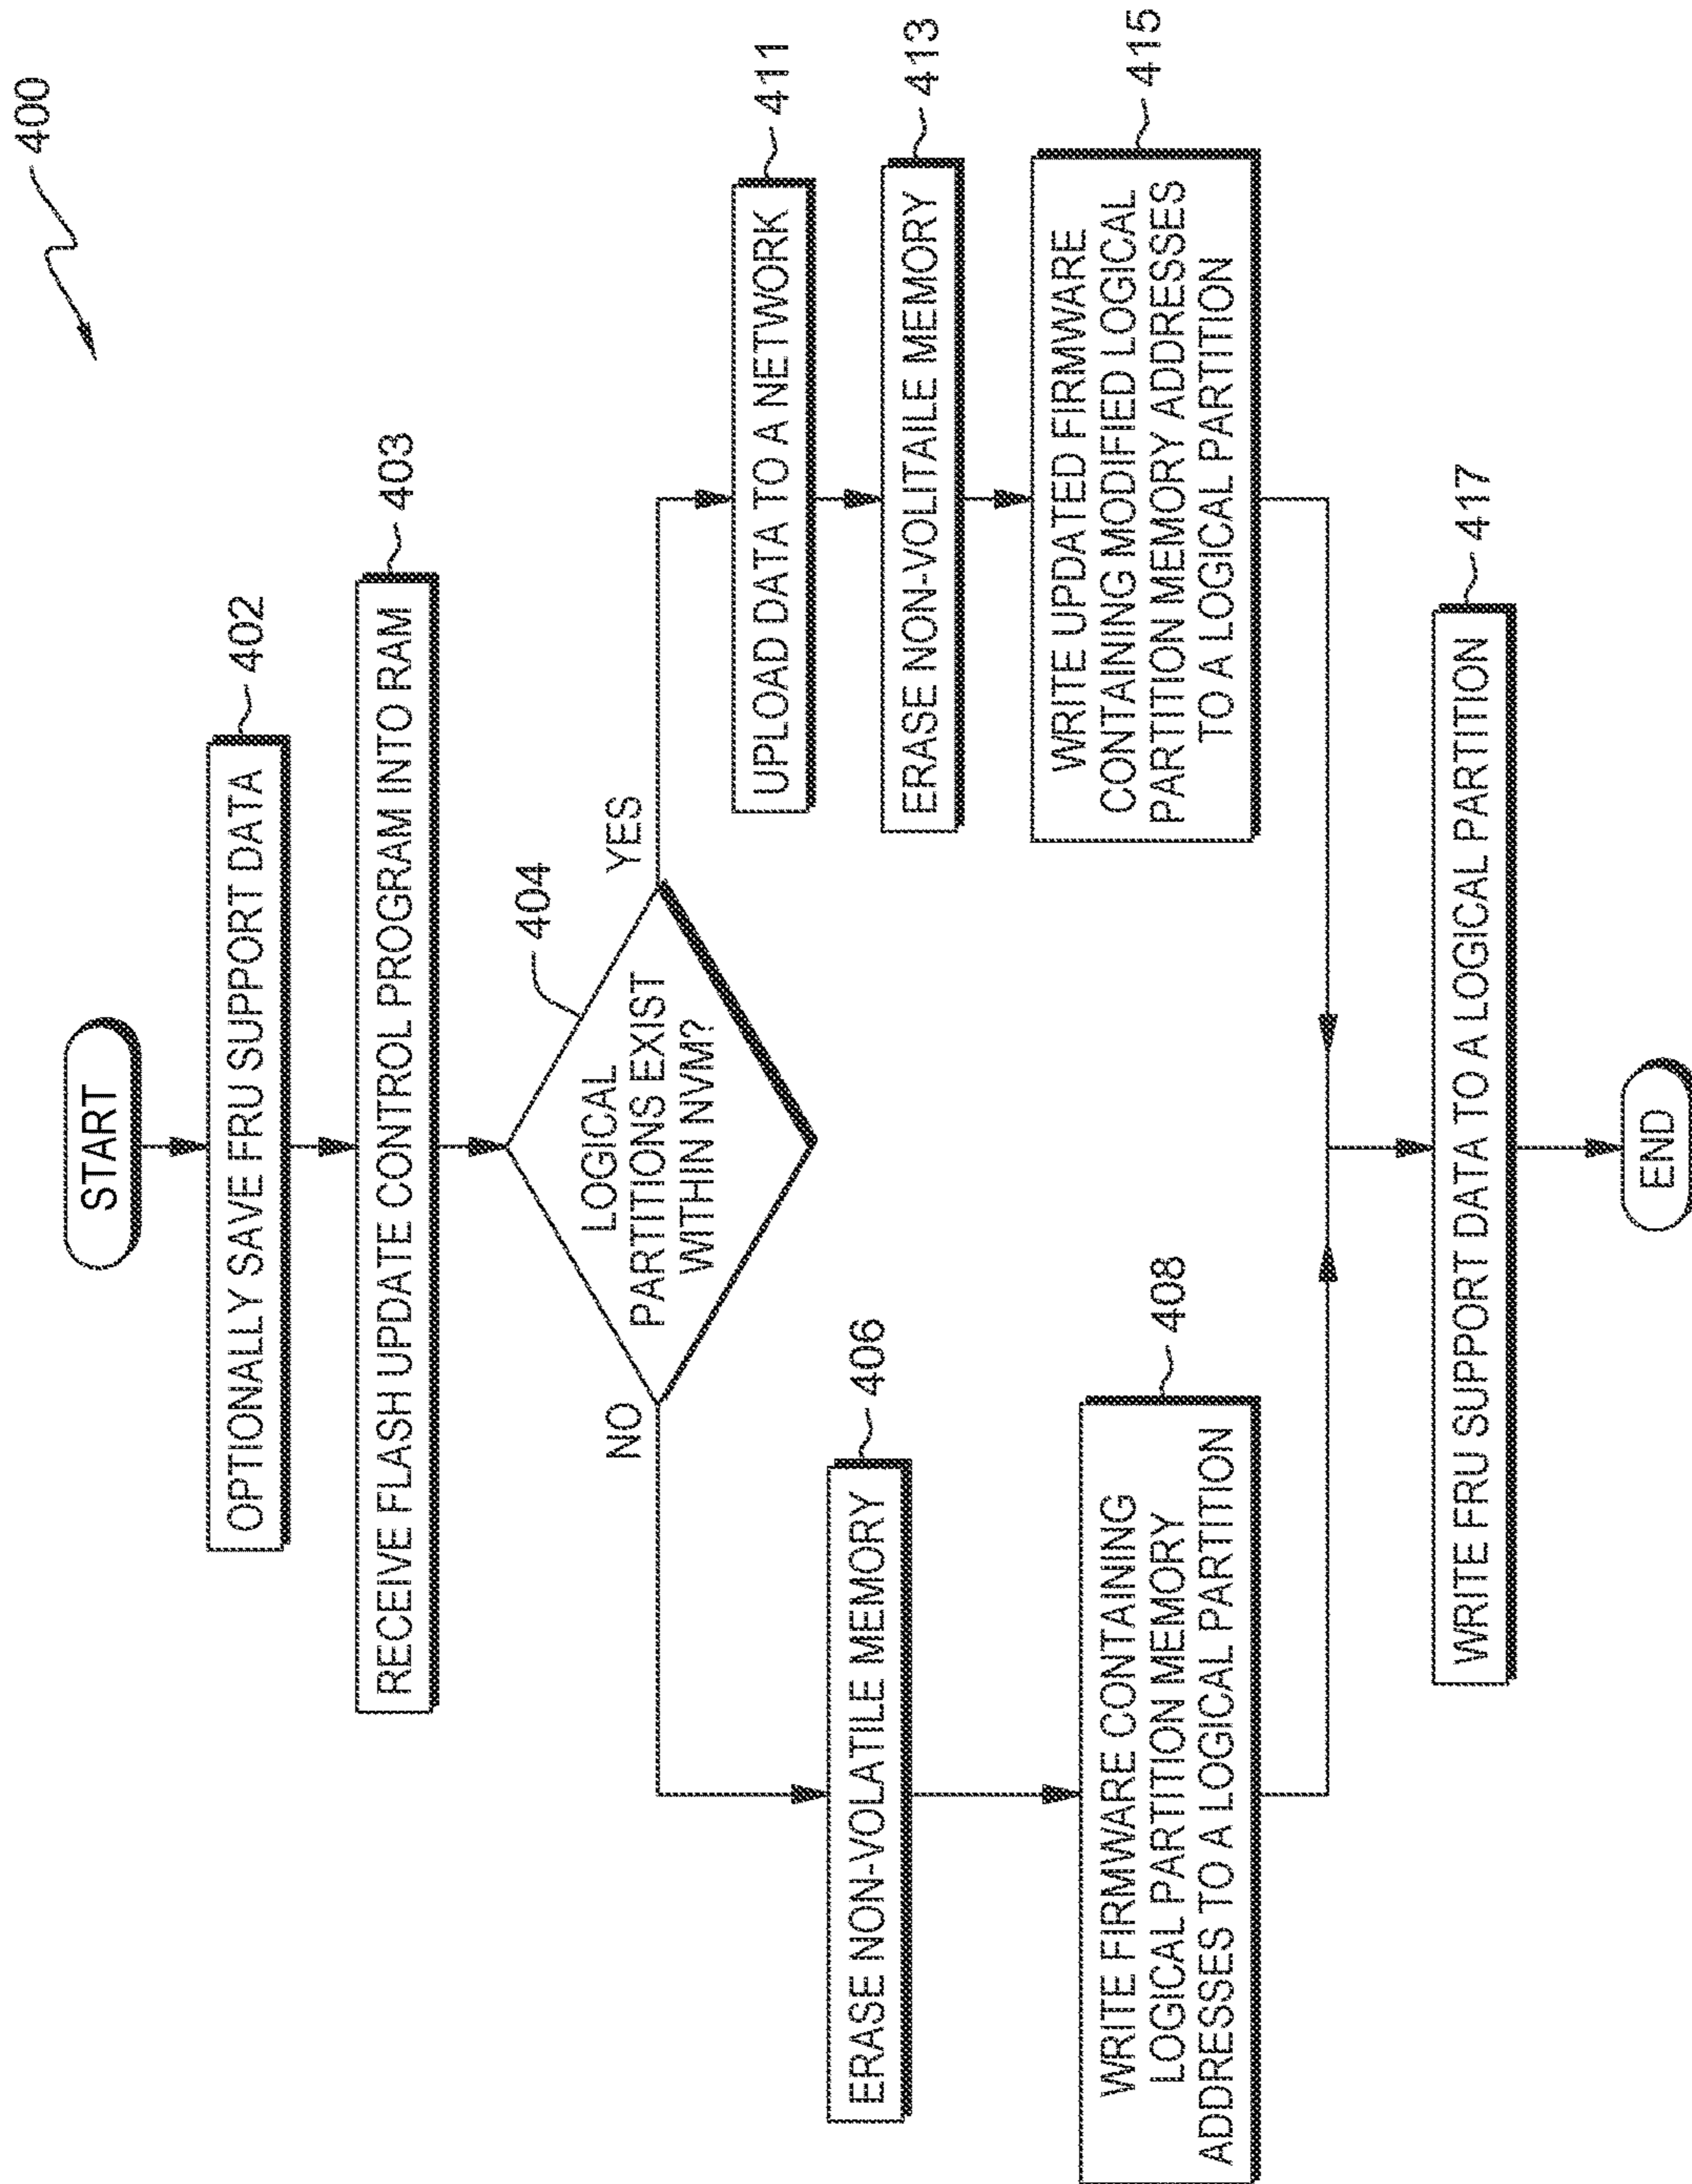 400
START
OPTIONALLY SAVE FRU SUPPORT DATA
402
RECEIVE FLASH UPDATE CONTROL PROGRAM INTO RAM
403
LOGICAL
PARTITIONS EXIST
WITHIN NVM?
404
NO
YES
ERASE NON-VOLATILE MEMORY
406
WRITE FIRMWARE CONTAINING
LOGICAL PARTITION MEMORY
ADDRESSES TO A LOGICAL PARTITION
408
UPLOAD DATA TO A NETWORK
411
ERASE NON-VOLITAILE MEMORY
413
WRITE UPDATED FIRMWARE
CONTAINING MODIFIED LOGICAL
PARTITION MEMORY ADDRESSES
TO A LOGICAL PARTITION
415
WRITE FRU SUPPORT DATA TO A LOGICAL PARTITION
417
END